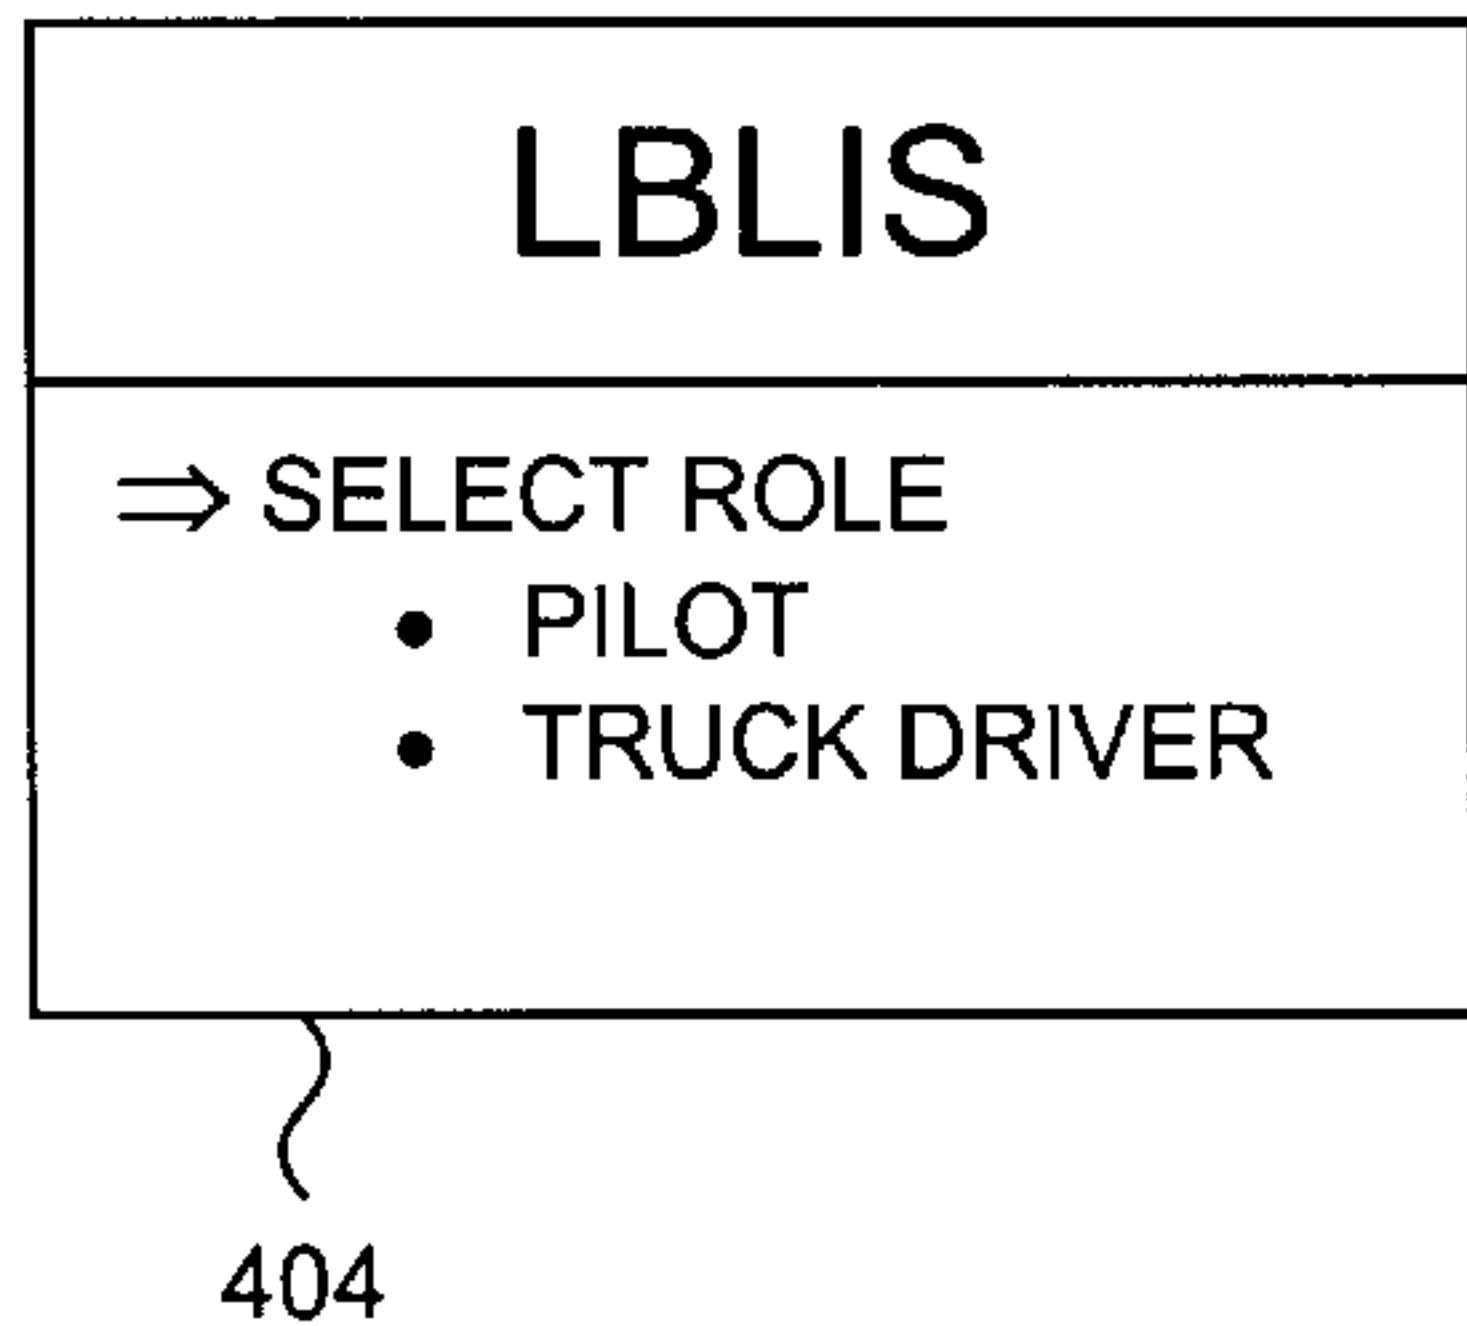 LBLIS
⇒ SELECT ROLE
• PILOT
• TRUCK DRIVER
404